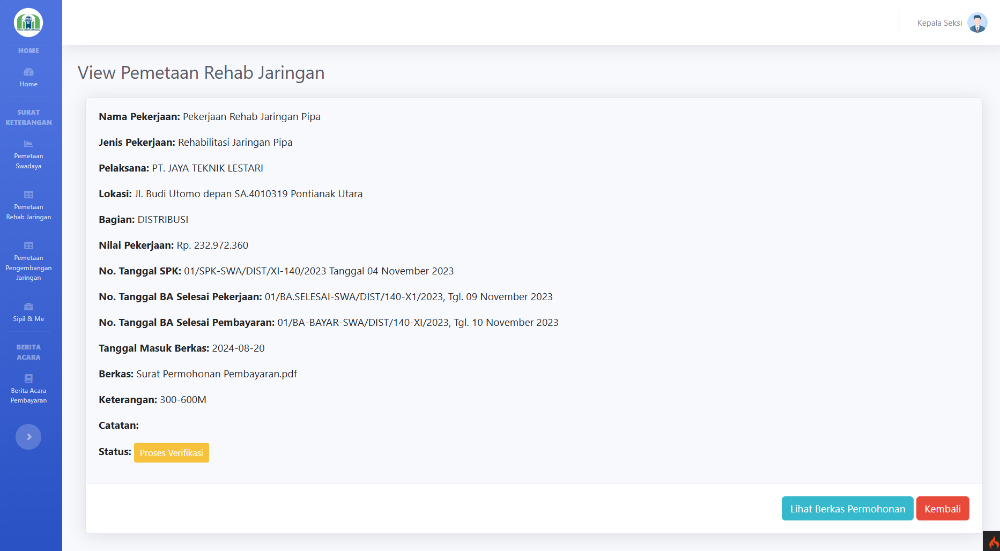 Kepala Seksi
HOME
Home
SURAT
KETERANGAN
Pemetaan
Swadaya
Pemetaan
Rehab Jaringan
Pemetaan
Pengembangan
Jaringan
Sipil & Me
BERITA
ACARA
Berita Acara
Pembayaran
View Pemetaan Rehab Jaringan
Nama Pekerjaan: Pekerjaan Rehab Jaringan Pipa
Jenis Pekerjaan: Rehabilitasi Jaringan Pipa
Pelaksana: PT. JAYA TEKNIK LESTARI
Lokasi: Jl. Budi Utomo depan SA.4010319 Pontianak Utara
Bagian: DISTRIBUSI
Nilai Pekerjaan: Rp. 232.972.360
No. Tanggal SPK: 01/SPK-SWA/DIST/XI-140/2023 Tanggal 04 November 2023
No. Tanggal BA Selesai Pekerjaan: 01/BA.SELESAI-SWA/DIST/140-X1/2023, Tgl. 09 November 2023
No. Tanggal BA Selesai Pembayaran: 01/BA-BAYAR-SWA/DIST/140-XI/2023, Tgl. 10 November 2023
Tanggal Masuk Berkas: 2024-08-20
Berkas: Surat Permohonan Pembayaran.pdf
Keterangan: 300-600M
Catatan:
Status: Proses Verifikasi
Lihat Berkas Permohonan
Kembali